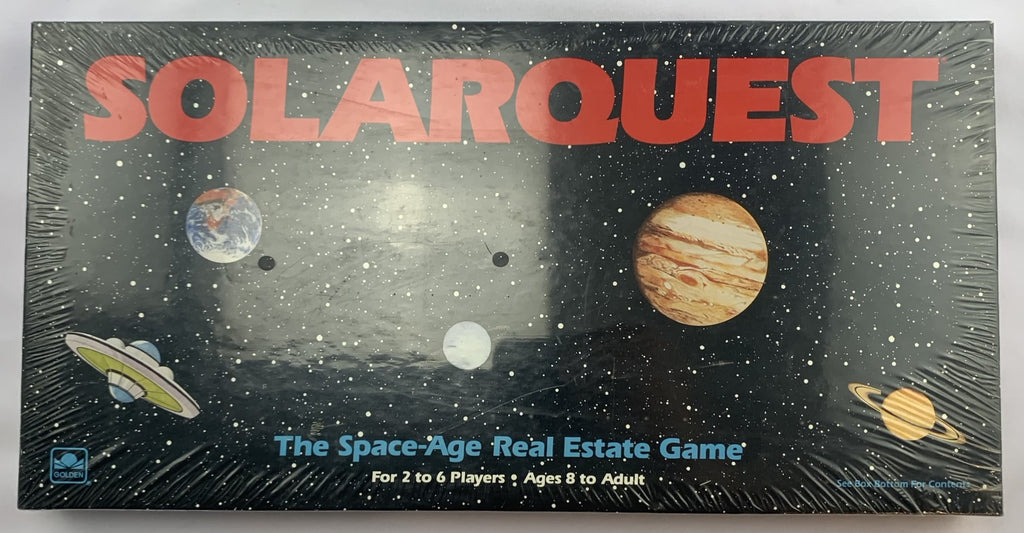 SOLARQUEST
The Space-Age Real Estate Game
For 2 to 6 Players • Ages 8 to Adult
GOLDEN
See Box Bottom For Contents